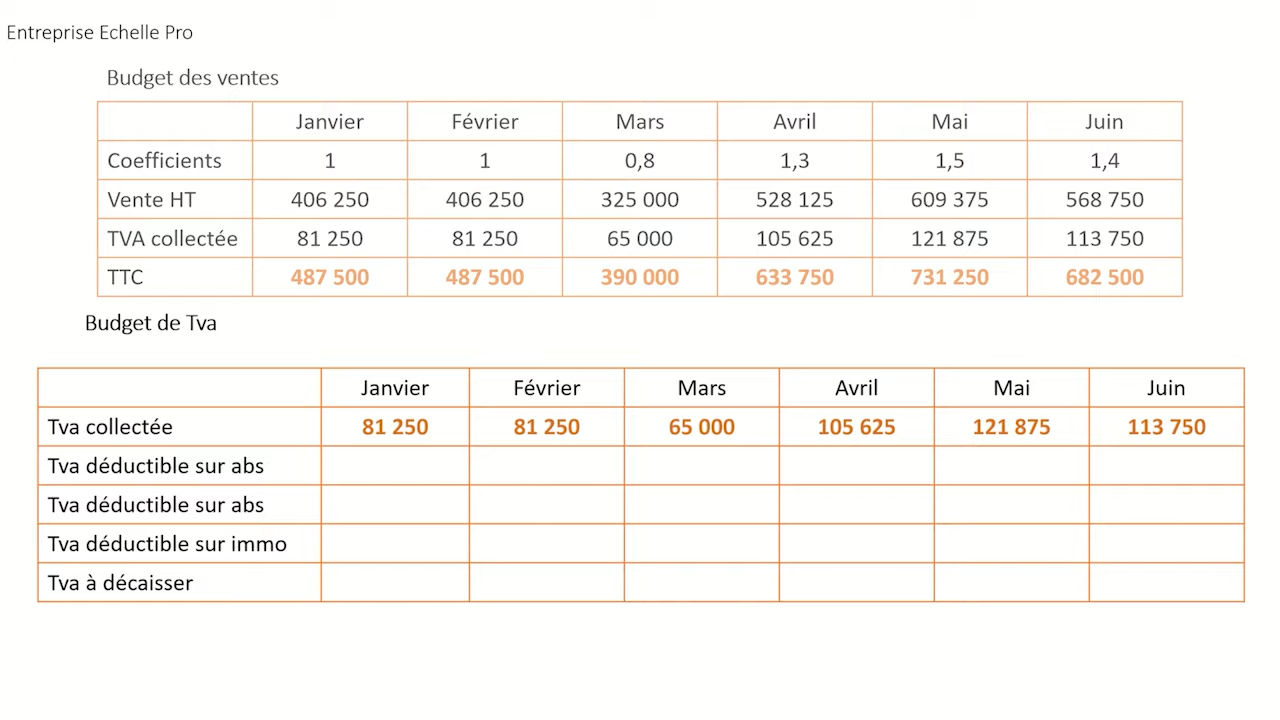 Entreprise Echelle Pro
Budget des ventes
Janvier Février Mars Avril Mai Juin
Coefficients 1 1 0,8 1,3 1,5 1,4
Vente HT 406 250 406 250 325 000 528 125 609 375 568 750
TVA collectée 81 250 81 250 65 000 105 625 121 875 113 750
TTC 487 500 487 500 390 000 633 750 731 250 682 500
Budget de Tva
Janvier Février Mars Avril Mai Juin
Tva collectée 81 250 81 250 65 000 105 625 121 875 113 750
Tva déductible sur abs
Tva déductible sur abs
Tva déductible sur immo
Tva à décaisser